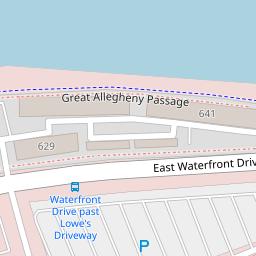 Great Allegheny Passage
641
629
East Waterfront Driv
Waterfront
Drive past
Lowe's
Driveway
P